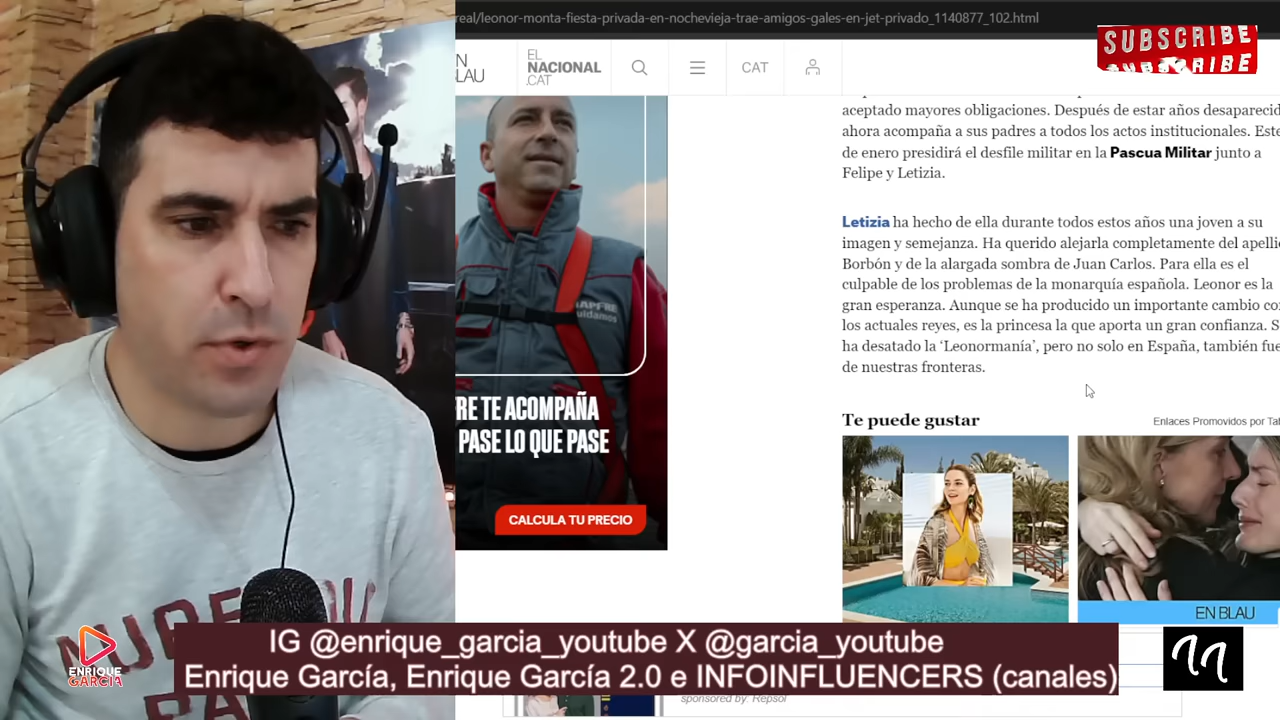 real/leonor-monta-fiesta-privada-en-nochevieja-trae-amigos-gales-en-jet-privado_1140877_102.html
SUBSCRIBE
SUBSCRIBE
EL
NACIONAL
.CAT
CAT
aceptado mayores obligaciones. Después de estar años
ahora acompaña a sus padres a todos los actos institucionales.
de enero presidirá el desfile militar en la Pascua Militar junto a
Felipe y Letizia.
Letizia ha hecho de ella durante todos estos años una joven a su
imagen y semejanza. Ha querido alejarla completamente del
Borbón y de la alargada sombra de Juan Carlos. Para ella es el
culpable de los problemas de la monarquía española. Leonor es la
gran esperanza. Aunque se ha producido un importante cambio
los actuales reyes, es la princesa la que aporta un gran confianza.
ha desatado la ‘Leonormanía’, pero no solo en España, también
de nuestras fronteras.
MAPFRE
TE ACOMPAÑA
PASE LO QUE PASE
CALCULA TU PRECIO
Te puede gustar
Enlaces Promovidos por
EN BLAU
IG @enrique_garcia_youtube X @garcia_youtube
Enrique García, Enrique García 2.0 e INFOINFLUENCERS (canales)
ENRIQUE
GARCIA
sponsored by: Repsol